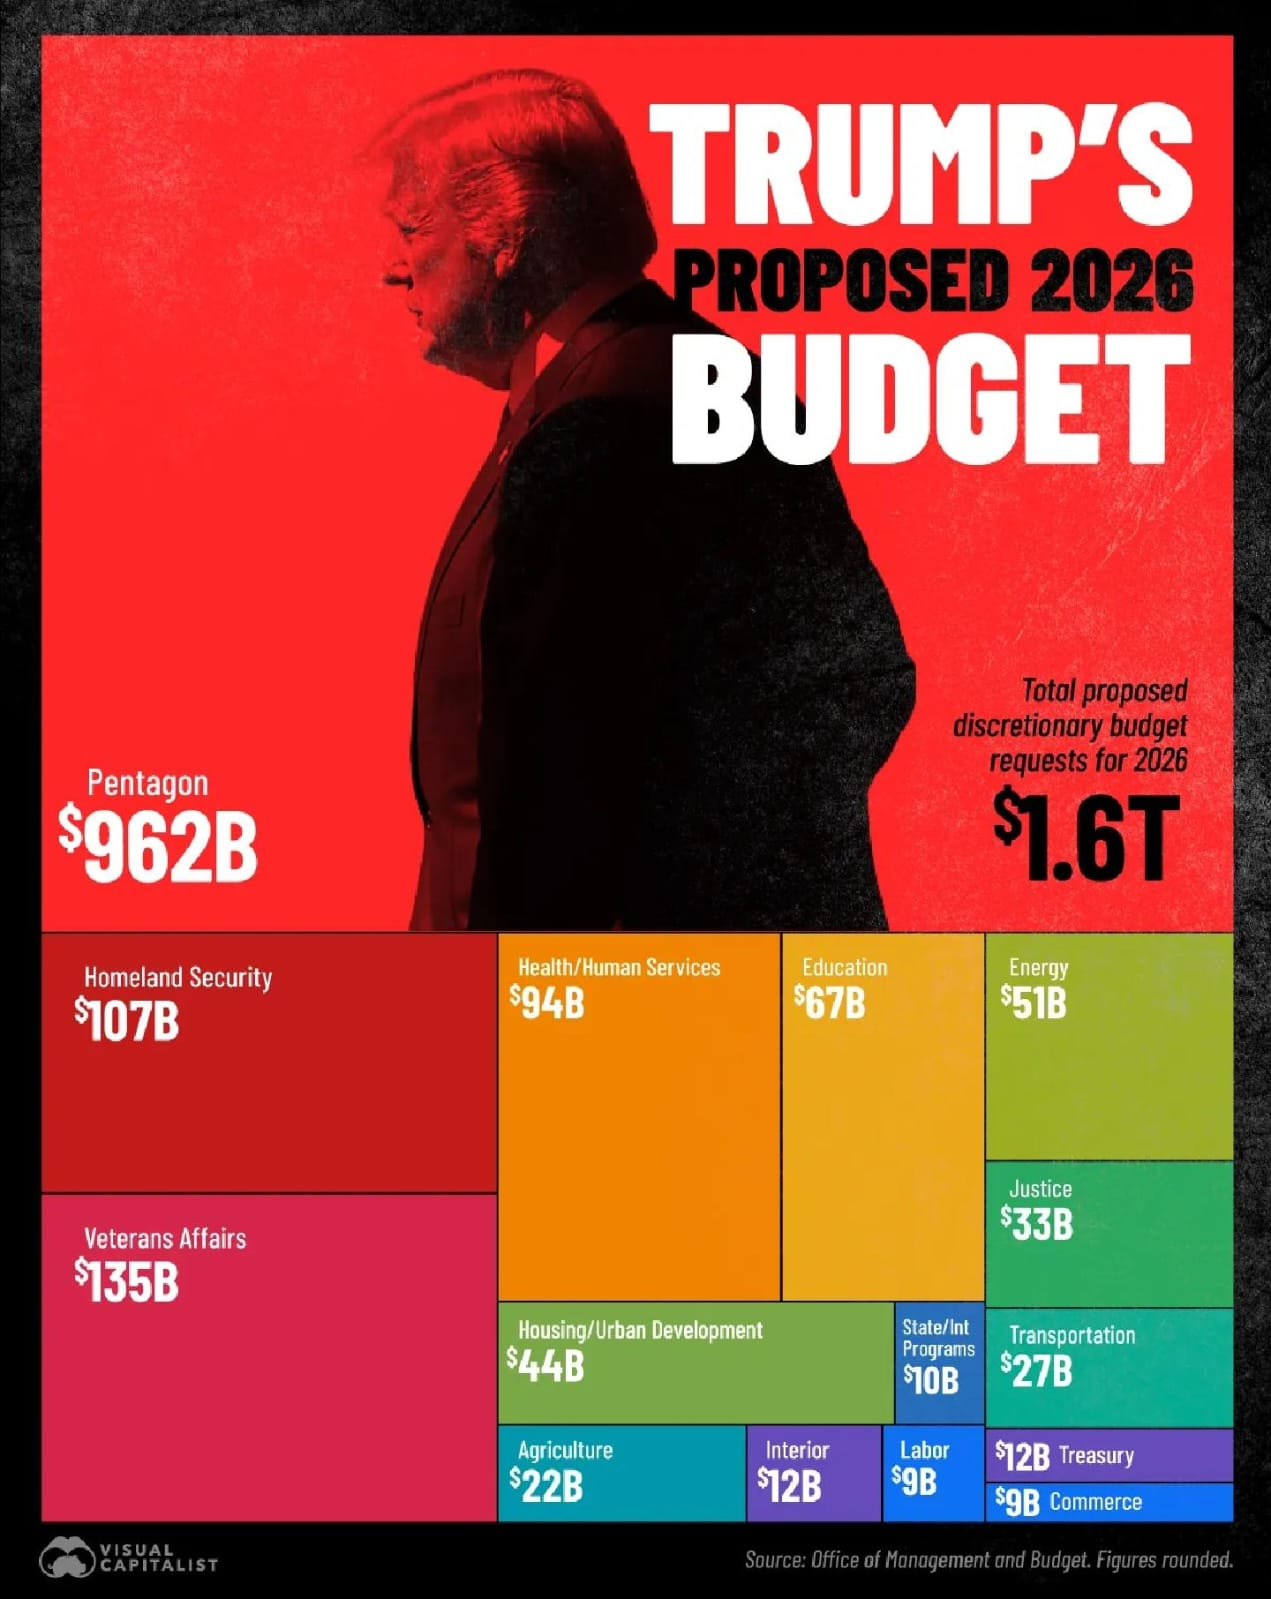 TRUMP'S
PROPOSED 2026
BUDGET
Total proposed
discretionary budget
requests for 2026
$1.6T
Pentagon
$962B
Homeland Security
$107B
Veterans Affairs
$135B
Health/Human Services
$94B
Education
$67B
Energy
$51B
Justice
$33B
Housing/Urban Development
$44B
State/Int
Programs
$10B
Transportation
$27B
Agriculture
$22B
Interior
$12B
Labor
$9B
$12B Treasury
$9B Commerce
VISUAL
CAPITALIST
Source: Office of Management and Budget. Figures rounded.